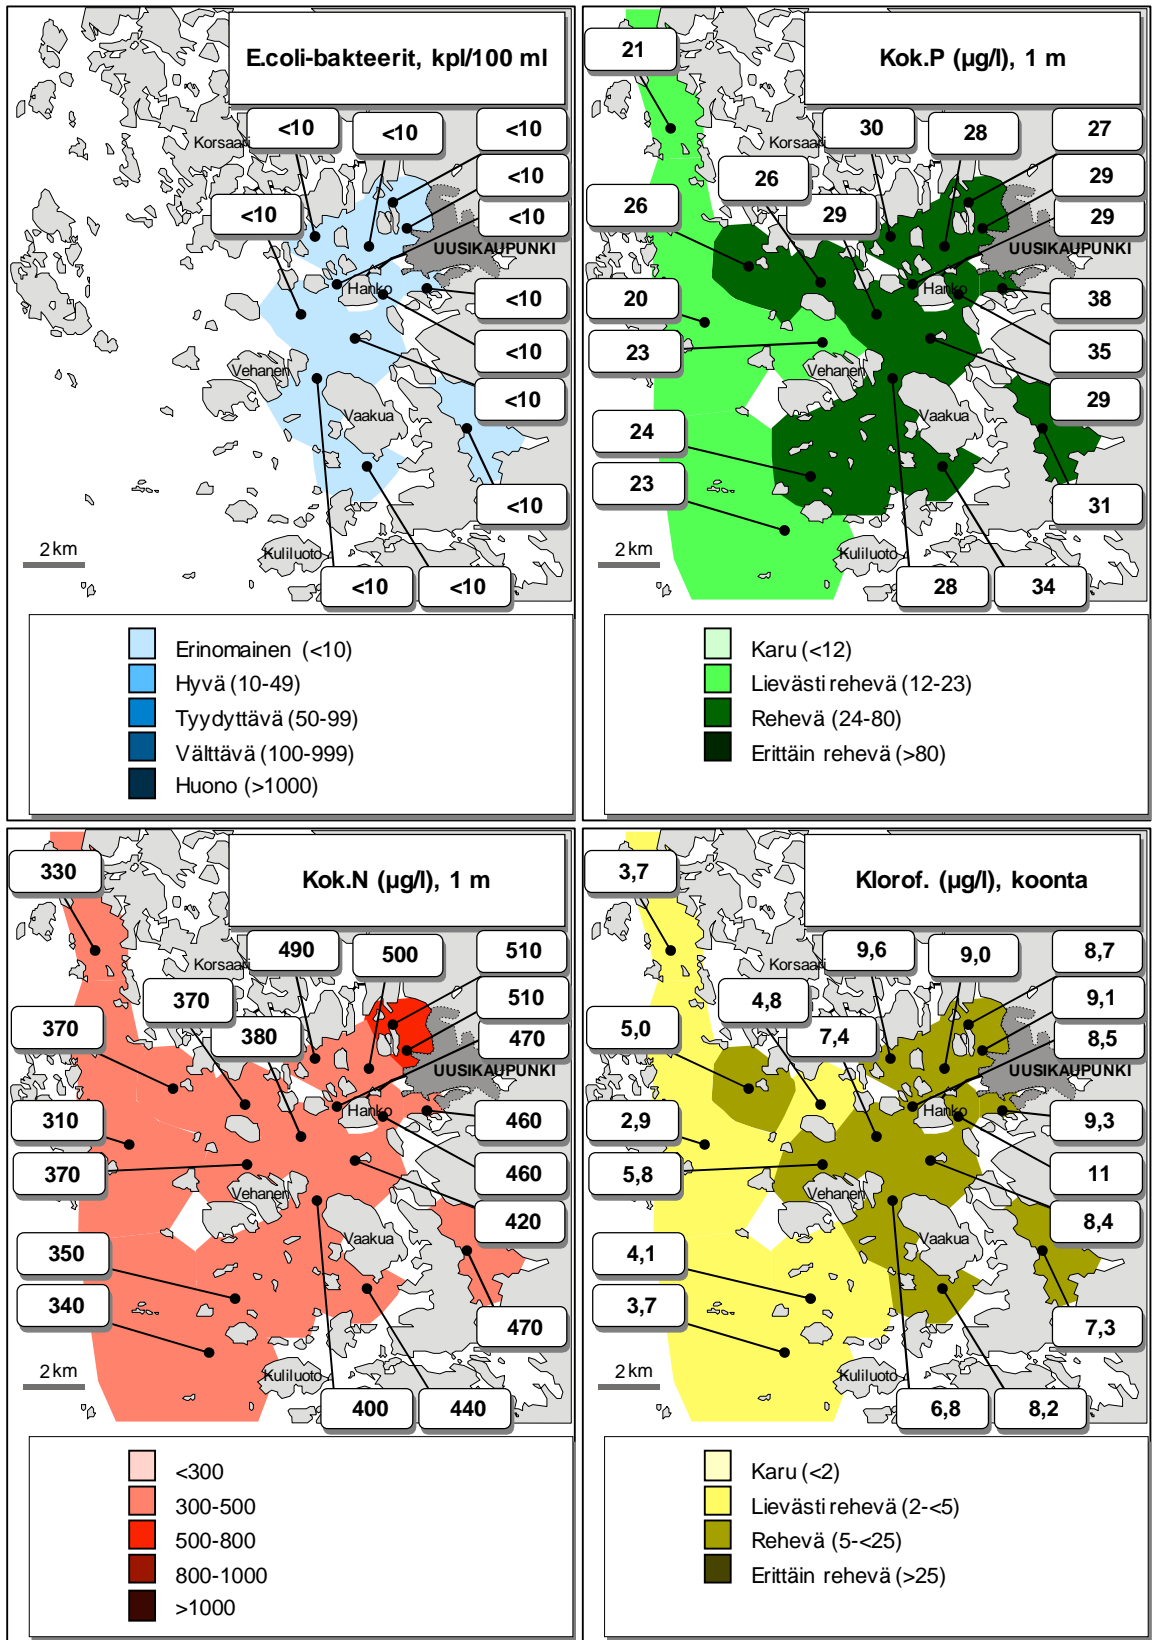 E.coli-bakteerit, kpl/100 ml
<10
<10
<10
Korsaari
<10
<10
<10
UUSIKAUPUNKI
Hanko
<10
<10
Vehanen
<10
Vaakua
<10
2 km
Kuliluoto
<10
<10
Erinomainen (<10)
Hyvä (10-49)
Tyydyttävä (50-99)
Välttävä (100-999)
Huono (>1000)
Kok.P (µg/l), 1 m
21
30
28
27
Korsaari
26
29
26
29
29
UUSIKAUPUNKI
20
Hanko
38
23
35
Vehanen
29
Vaakua
24
23
31
2 km
Kuliluoto
28
34
Karu (<12)
Lievästi rehevä (12-23)
Rehevä (24-80)
Erittäin rehevä (>80)
Kok.N (µg/l), 1 m
330
490
500
510
Korsaari
370
510
370
380
470
UUSIKAUPUNKI
310
Hanko
460
370
460
Vehanen
420
Vaakua
350
340
470
2 km
Kuliluoto
400
440
<300
300-500
500-800
800-1000
>1000
Klorof. (µg/l), koonta
3,7
9,6
9,0
8,7
Korsaari
4,8
9,1
5,0
7,4
8,5
UUSIKAUPUNKI
2,9
Hanko
9,3
5,8
11
Vehanen
8,4
Vaakua
4,1
3,7
7,3
2 km
Kuliluoto
6,8
8,2
Karu (<2)
Lievästi rehevä (2-<5)
Rehevä (5-<25)
Erittäin rehevä (>25)